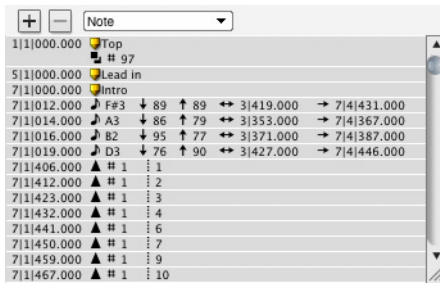 Note
1|1|000.000 Top
# 97
5|1|000.000 Lead in
7|1|000.000 Intro
7|1|012.000 F#3 ↓ 89 ↑ 89 ↔ 3|419.000 → 7|4|431.000
7|1|014.000 A3 ↓ 86 ↑ 79 ↔ 3|353.000 → 7|4|367.000
7|1|016.000 B2 ↓ 95 ↑ 77 ↔ 3|371.000 → 7|4|387.000
7|1|019.000 D3 ↓ 76 ↑ 90 ↔ 3|427.000 → 7|4|446.000
7|1|406.000 # 1 1
7|1|412.000 # 1 2
7|1|423.000 # 1 3
7|1|432.000 # 1 4
7|1|441.000 # 1 6
7|1|450.000 # 1 7
7|1|459.000 # 1 9
7|1|467.000 # 1 10